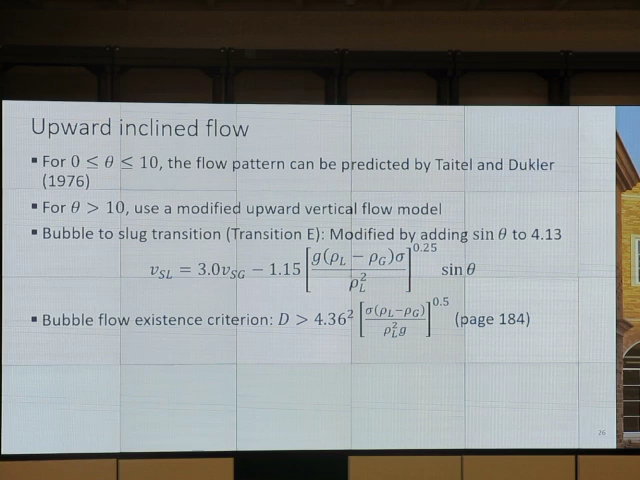 Upward inclined flow
▪ For 0 ≤ θ ≤ 10, the flow pattern can be predicted by Taitel and Dukler
(1976)
▪ For θ > 10, use a modified upward vertical flow model
▪ Bubble to slug transition (Transition E): Modified by adding sin θ to 4.13
v_SL = 3.0v_SG − 1.15 [g(ρ_L − ρ_G)σ / ρ_L^2]^0.25 sin θ
▪ Bubble flow existence criterion: D > 4.36^2 [σ(ρ_L−ρ_G) / ρ_L^2 g]^0.5 (page 184)
26